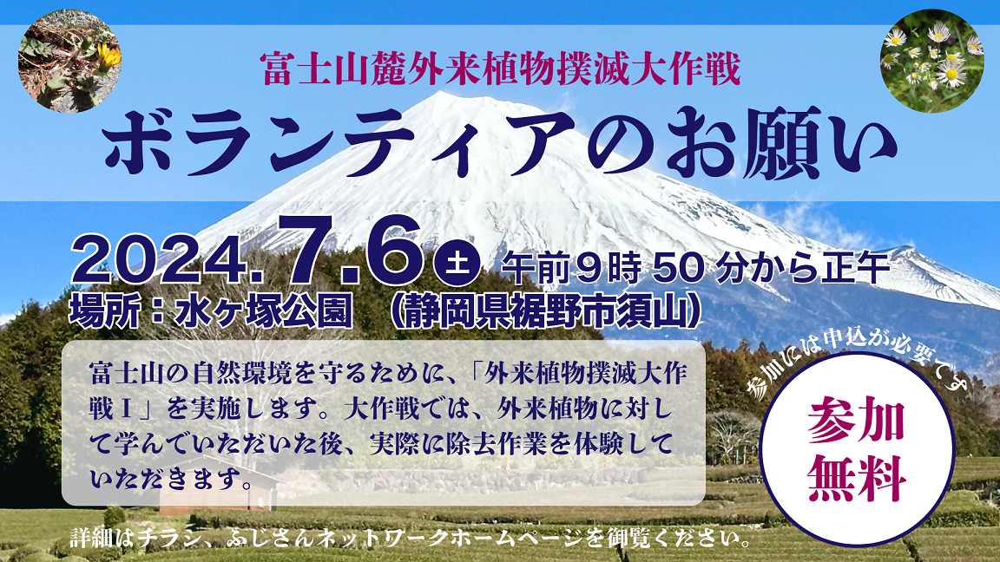 富士山麓外来植物撲滅大作戦
ボランティアのお願い
2024. 7.6 土 午前9時50分から正午
場所：水ヶ塚公園　（静岡県裾野市須山）
富士山の自然環境を守るために、「外来植物撲滅大作
戦Ⅰ」を実施します。大作戦では、外来植物に対し
て学んでいただいた後、実際に除去作業を体験して
いただきます。
参加には申込が必要です
参加
無料
詳細はチラシ、ふじさんネットワークホームページを御覧ください。